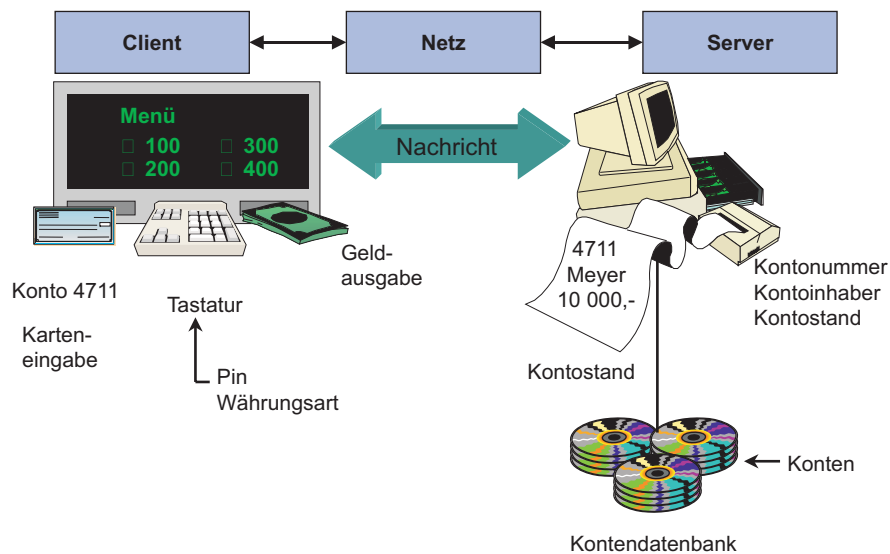 Client
Netz
Server
Menü
100
300
200
400
Nachricht
Geld-
ausgabe
Konto 4711
Karten-
eingabe
Tastatur
Pin
Währungsart
4711
Meyer
10 000,-
Kontonummer
Kontoinhaber
Kontostand
Kontostand
Konten
Kontendatenbank